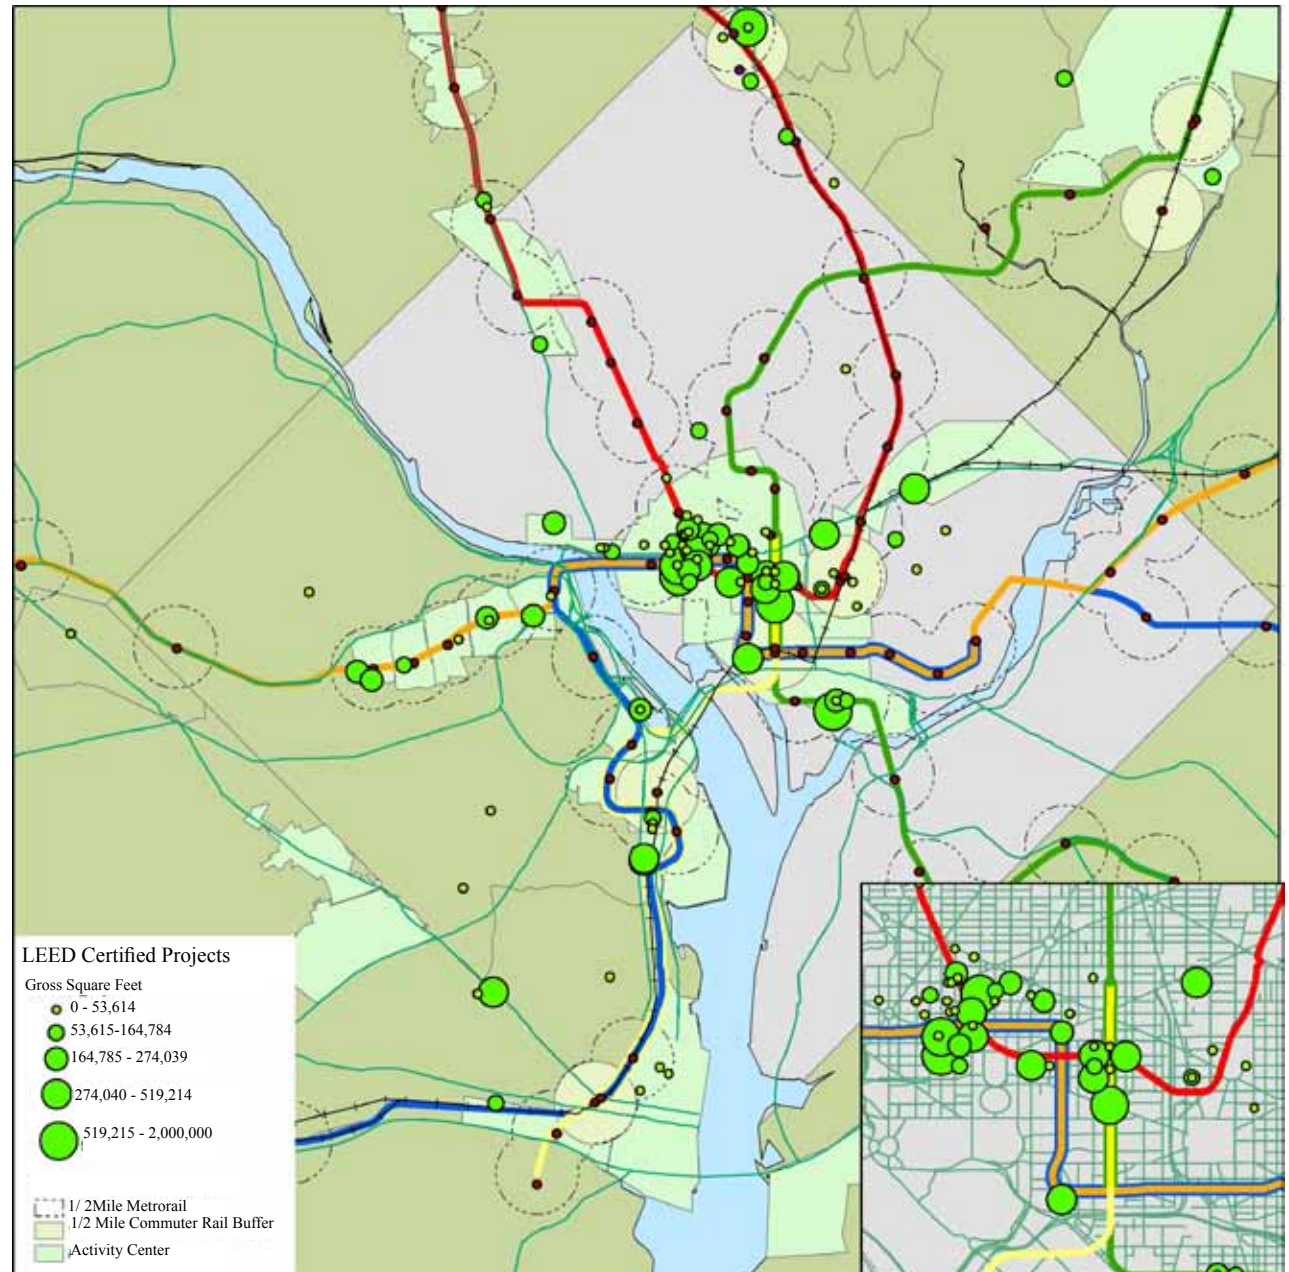 LEED Certified Projects
Gross Square Feet
0 - 53,614
53,615-164,784
164,785 - 274,039
274,040 - 519,214
519,215 - 2,000,000
1/ 2Mile Metrorail
1/2 Mile Commuter Rail Buffer
Activity Center